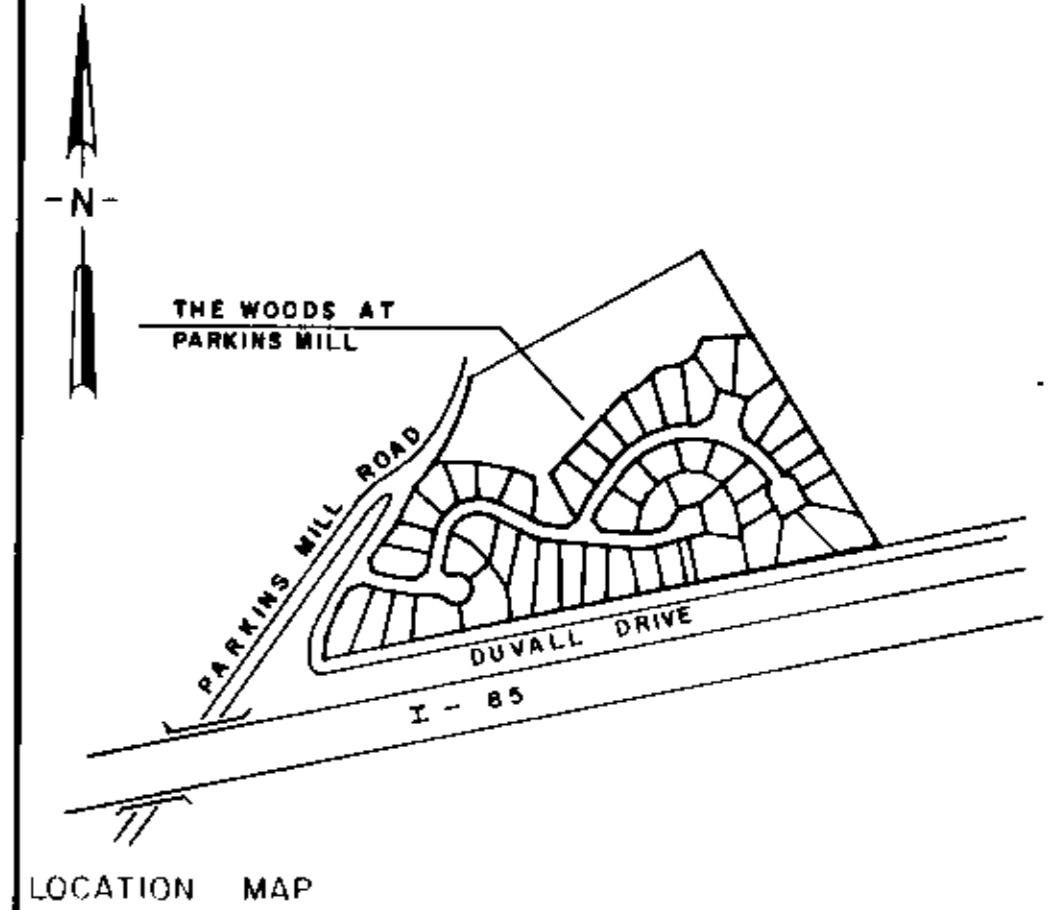 -N-
THE WOODS AT
PARKINS MILL
PARKINS MILL ROAD
DUVALL DRIVE
I - 85
LOCATION MAP